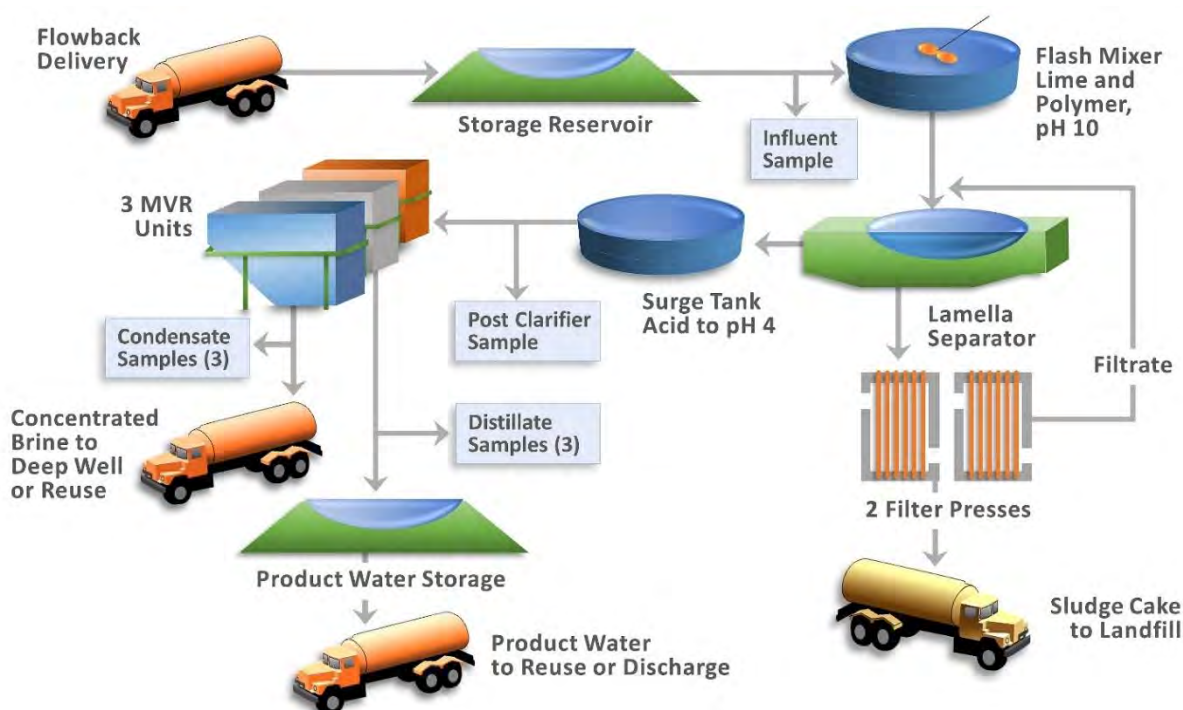 Flowback
Delivery
Storage Reservoir
Influent
Sample
Flash Mixer
Lime and
Polymer,
pH 10
3 MVR
Units
Surge Tank
Acid to pH 4
Post Clarifier
Sample
Lamella
Separator
Filtrate
Condensate
Samples (3)
Concentrated
Brine to
Deep Well
or Reuse
Distillate
Samples (3)
2 Filter Presses
Product Water Storage
Product Water
to Reuse or Discharge
Sludge Cake
to Landfill